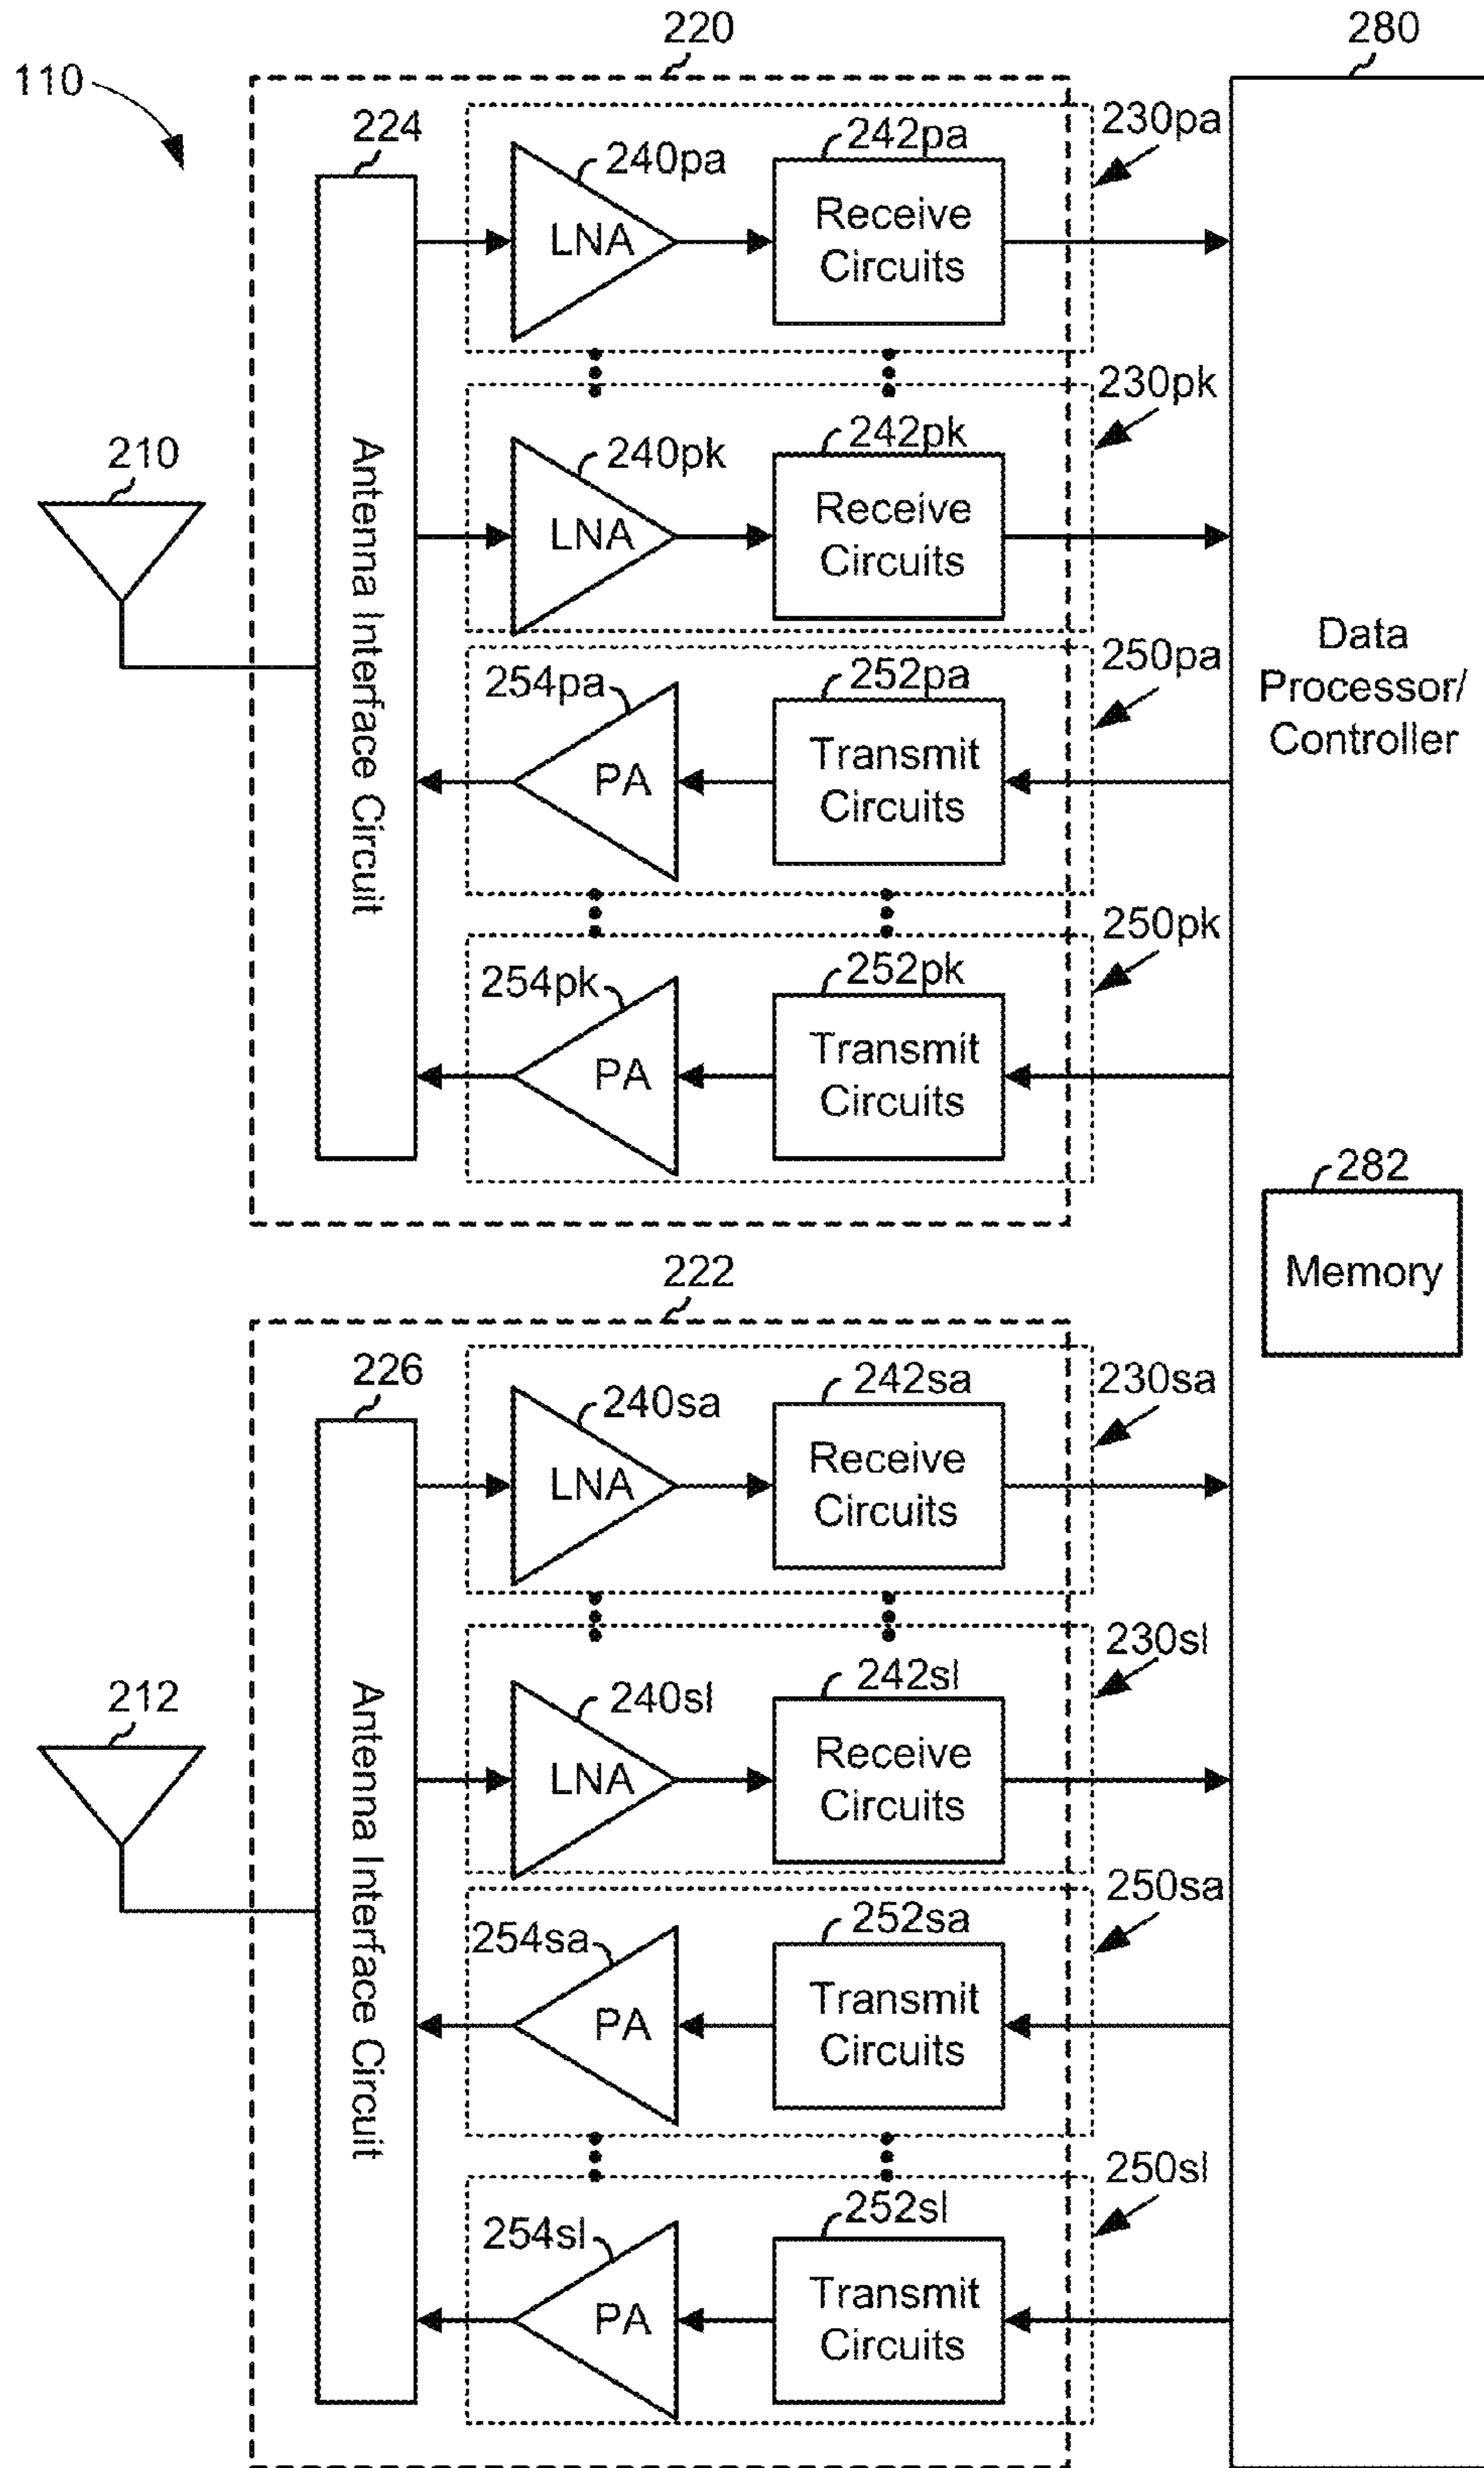 220
280
110
224
240pa
242pa
230pa
LNA
Receive
Circuits
230pk
210
240pk
242pk
LNA
Receive
Circuits
Antenna Interface Circuit
250pa
254pa
252pa
PA
Transmit
Circuits
Data
Processor/
Controller
250pk
254pk
252pk
PA
Transmit
Circuits
282
Memory
222
226
240sa
242sa
230sa
LNA
Receive
Circuits
230sl
212
240sl
242sl
LNA
Receive
Circuits
Antenna Interface Circuit
250sa
254sa
252sa
PA
Transmit
Circuits
250sl
254sl
252sl
PA
Transmit
Circuits